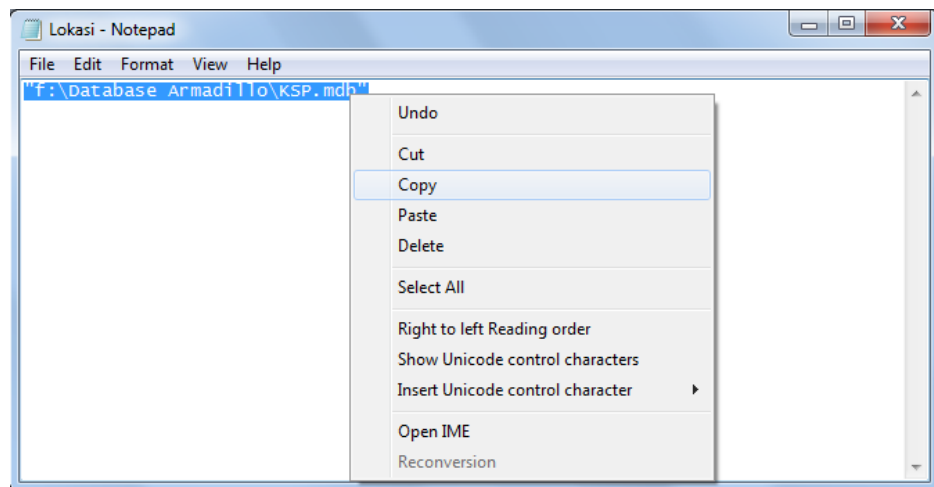 Lokasi - Notepad
File Edit Format View Help
"f:\Database Armadillo\KSP.mdb"
Undo
Cut
Copy
Paste
Delete
Select All
Right to left Reading order
Show Unicode control characters
Insert Unicode control character
Open IME
Reconversion